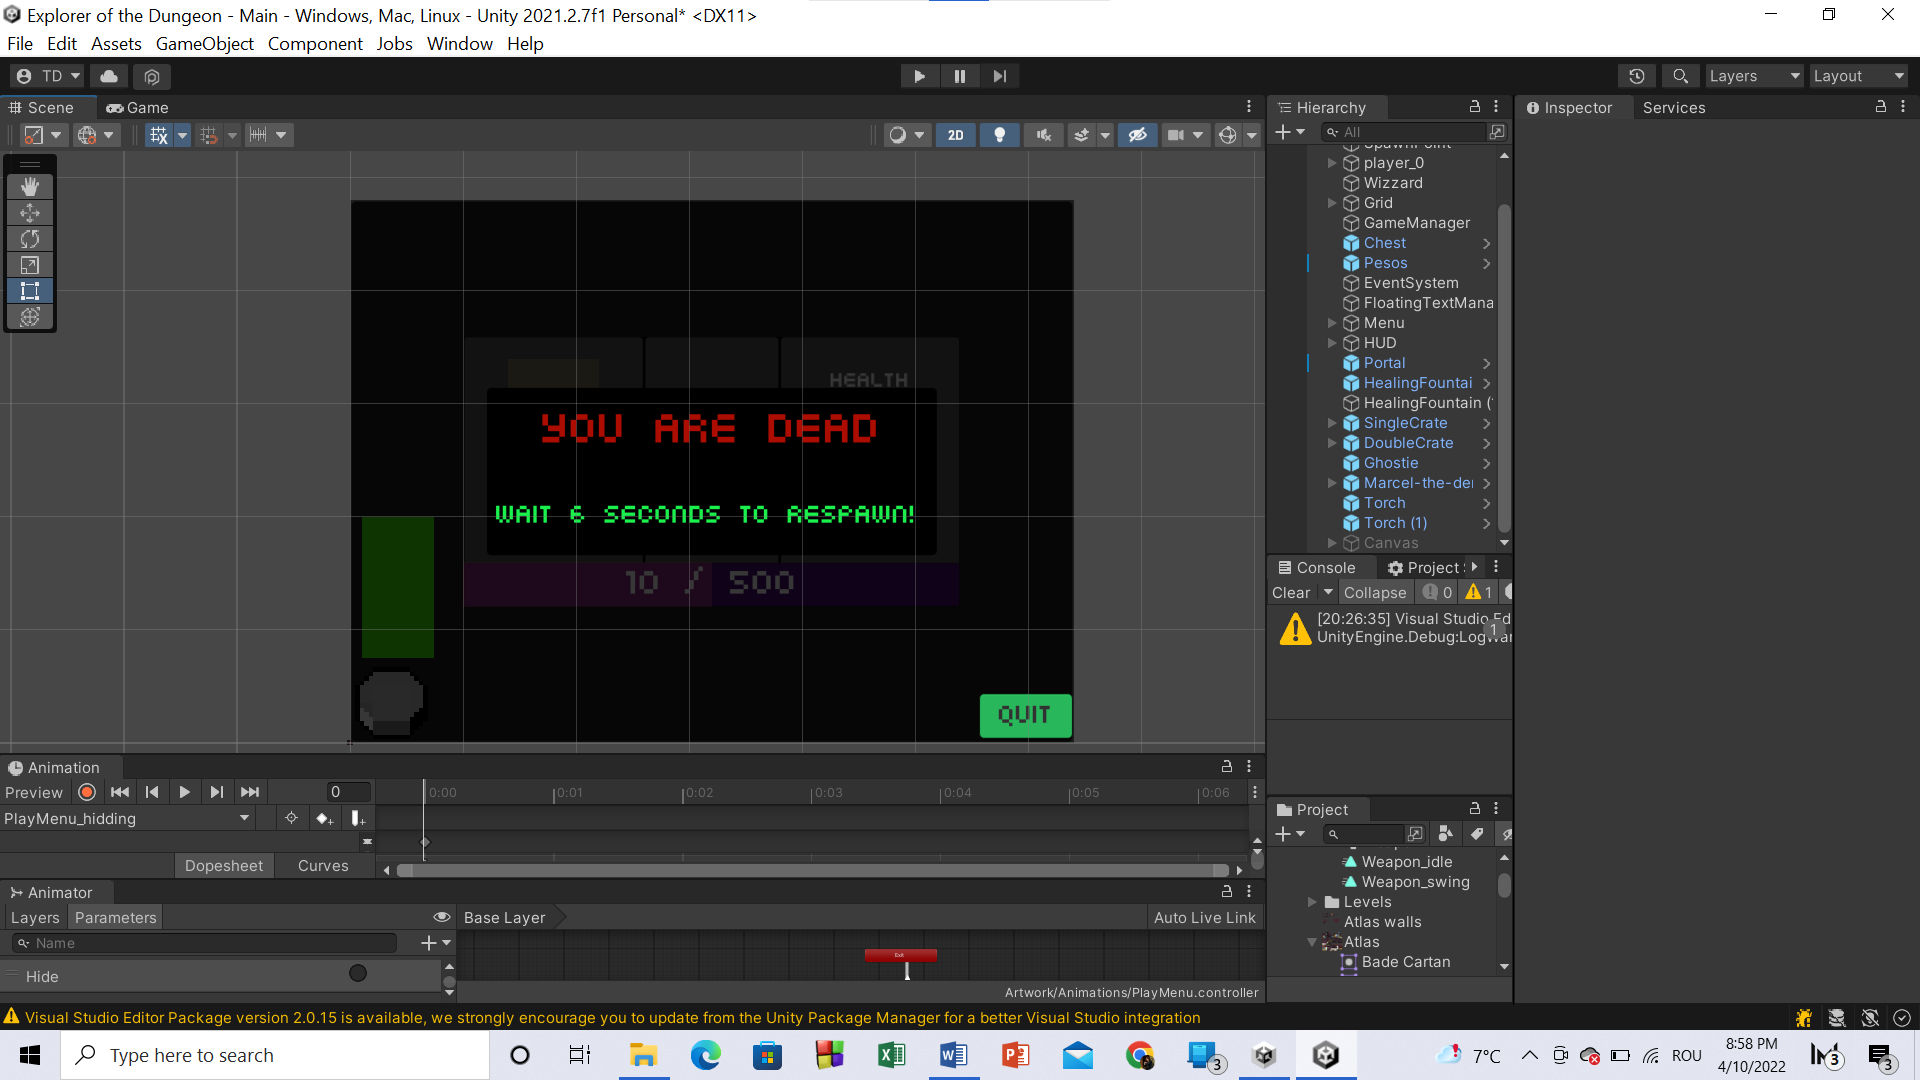 Explorer of the Dungeon - Main - Windows, Mac, Linux - Unity 2021.2.7f1 Personal* <DX11>
File Edit Assets GameObject Component Jobs Window Help
TD
Layers
Layout
Scene
Game
2D
Hierarchy
All
player_0
Wizzard
Grid
GameManager
Chest
Pesos
EventSystem
FloatingTextMana
Menu
HUD
Portal
HealingFountai
HealingFountain (
SingleCrate
DoubleCrate
Ghostie
Marcel-the-de
Torch
Torch (1)
Canvas
Inspector
Services
HEALTH
YOU ARE DEAD
WAIT 6 SECONDS TO RESPAWN!
10 / 500
QUIT
Console
Project
Clear
Collapse
0
1
[20:26:35] Visual Studio Ed
UnityEngine.Debug:LogWar
1
Animation
Preview
0
0:00
0:01
0:02
0:03
0:04
0:05
0:06
PlayMenu_hidding
Dopesheet
Curves
Animator
Layers
Parameters
Base Layer
Auto Live Link
Name
Hide
Exit
Artwork/Animations/PlayMenu.controller
Project
Weapon_idle
Weapon_swing
Levels
Atlas walls
Atlas
Bade Cartan
Visual Studio Editor Package version 2.0.15 is available, we strongly encourage you to update from the Unity Package Manager for a better Visual Studio integration
Type here to search
3
7°C
ROU
8:58 PM
4/10/2022
3
3